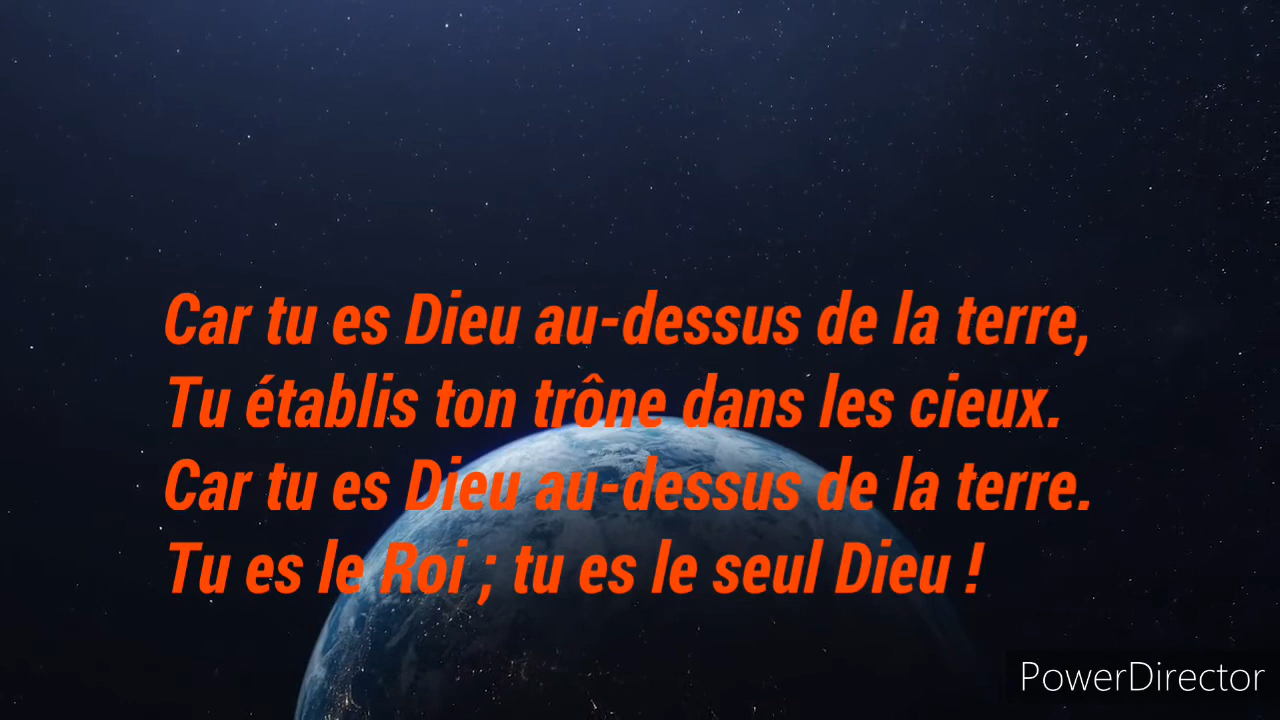 Car tu es Dieu au-dessus de la terre,
Tu établis ton trône dans les cieux.
Car tu es Dieu au-dessus de la terre.
Tu es le Roi ; tu es le seul Dieu !
PowerDirector